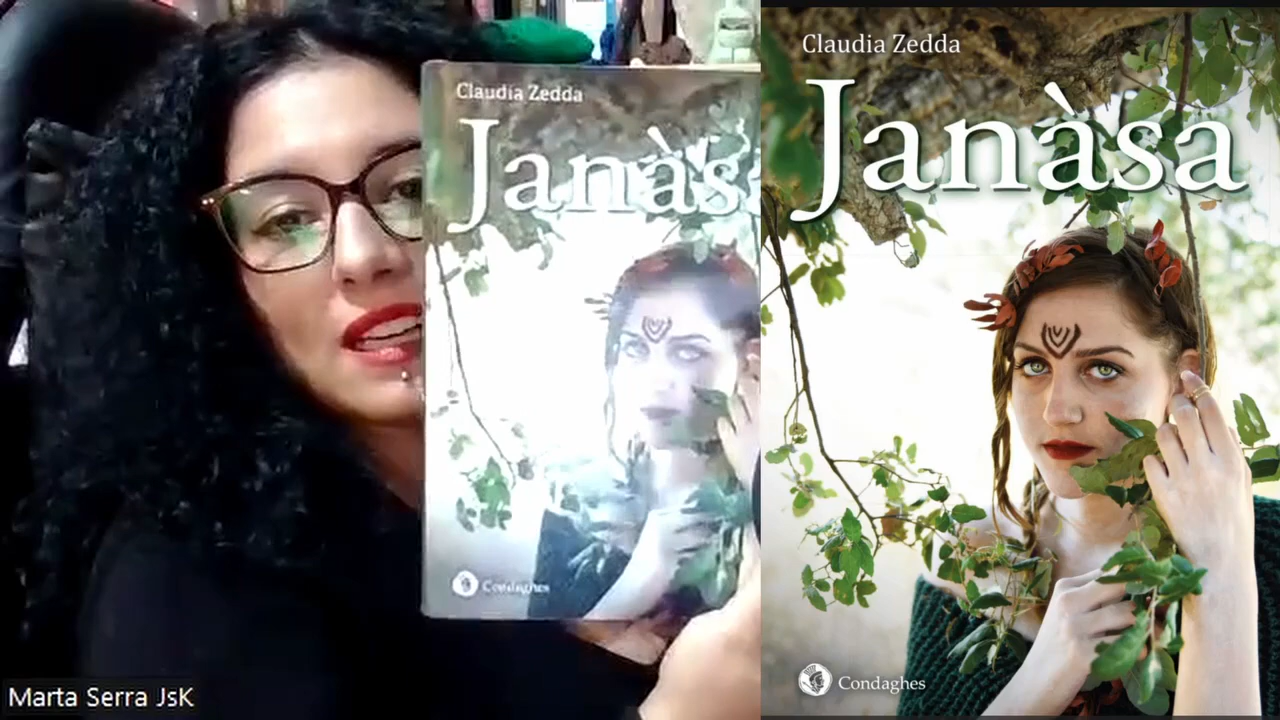 Claudia Zedda
Janàs
Condaghes
Marta Serra JsK
Claudia Zedda
Janàsa
Condaghes